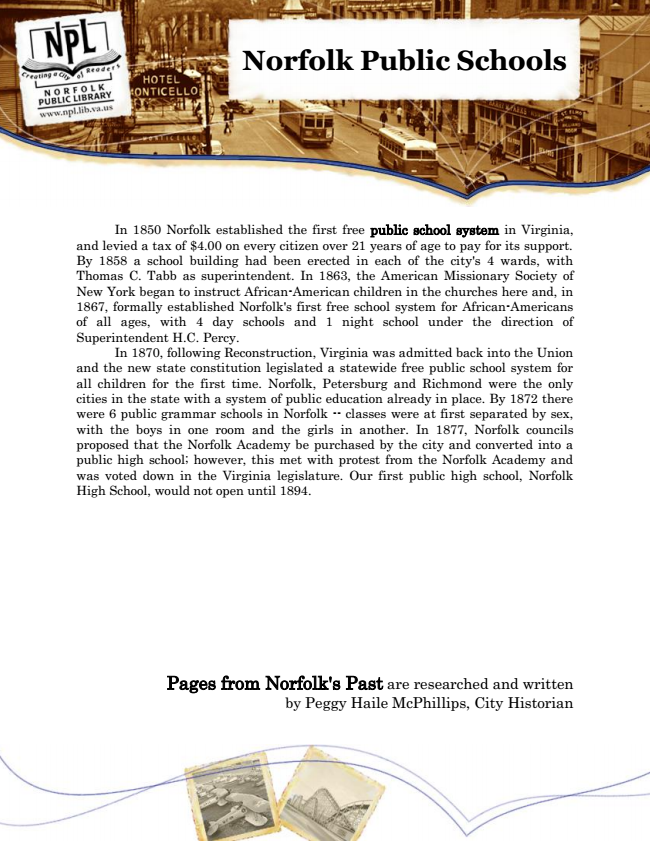 NPL
Creating a City of Readers
NORFOLK
PUBLIC LIBRARY
www.npl.lib.va.us
HOTEL
MONTICELLO
Norfolk Public Schools
In 1850 Norfolk established the first free public school system in Virginia,
and levied a tax of $4.00 on every citizen over 21 years of age to pay for its support.
By 1858 a school building had been erected in each of the city's 4 wards, with
Thomas C. Tabb as superintendent. In 1863, the American Missionary Society of
New York began to instruct African-American children in the churches here and, in
1867, formally established Norfolk's first free school system for African-Americans
of all ages, with 4 day schools and 1 night school under the direction of
Superintendent H.C. Percy.
In 1870, following Reconstruction, Virginia was admitted back into the Union
and the new state constitution legislated a statewide free public school system for
all children for the first time. Norfolk, Petersburg and Richmond were the only
cities in the state with a system of public education already in place. By 1872 there
were 6 public grammar schools in Norfolk -- classes were at first separated by sex,
with the boys in one room and the girls in another. In 1877, Norfolk councils
proposed that the Norfolk Academy be purchased by the city and converted into a
public high school; however, this met with protest from the Norfolk Academy and
was voted down in the Virginia legislature. Our first public high school, Norfolk
High School, would not open until 1894.
Pages from Norfolk's Past are researched and written
by Peggy Haile McPhillips, City Historian